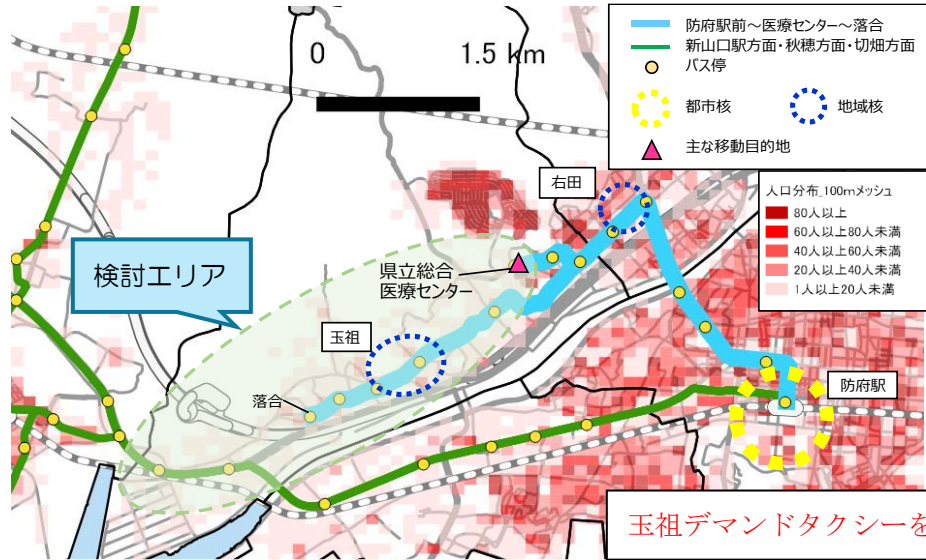 0 1.5 km
防府駅前～医療センター～落合
新山口駅方面・秋穂方面・切畑方面
バス停
都市核
地域核
主な移動目的地
人口分布_100mメッシュ
80人以上
60人以上80人未満
40人以上60人未満
20人以上40人未満
1人以上20人未満
右田
検討エリア
県立総合
医療センター
玉祖
落合
防府駅
玉祖デマンドタクシーを